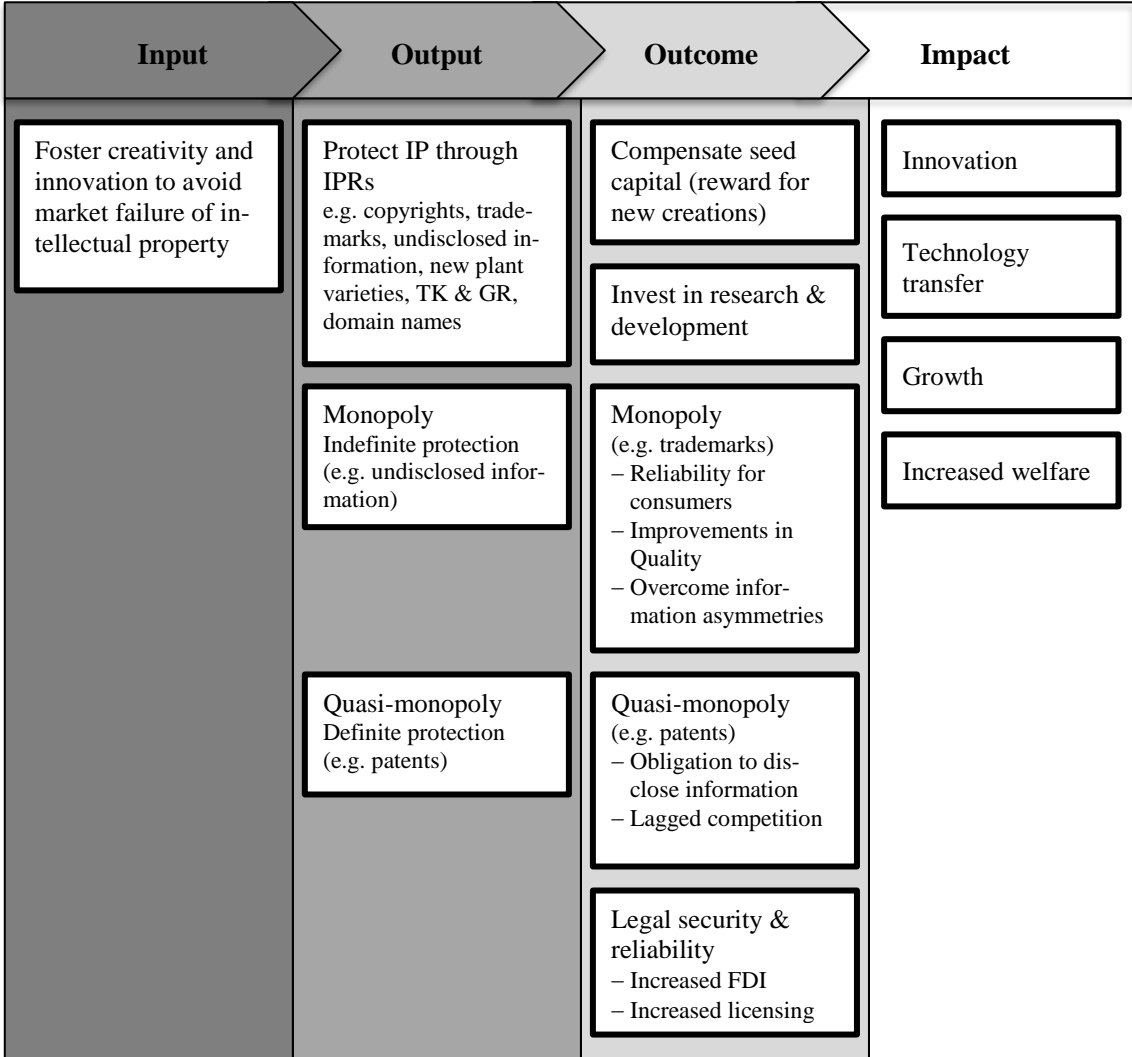 Input
Output
Outcome
Impact
Foster creativity and
innovation to avoid
market failure of in-
tellectual property
Protect IP through
IPRs
e.g. copyrights, trade-
marks, undisclosed in-
formation, new plant
varieties, TK & GR,
domain names
Monopoly
Indefinite protection
(e.g. undisclosed infor-
mation)
Quasi-monopoly
Definite protection
(e.g. patents)
Compensate seed
capital (reward for
new creations)
Invest in research &
development
Monopoly
(e.g. trademarks)
– Reliability for
consumers
– Improvements in
Quality
– Overcome infor-
mation asymmetries
Quasi-monopoly
(e.g. patents)
– Obligation to dis-
close information
– Lagged competition
Legal security &
reliability
– Increased FDI
– Increased licensing
Innovation
Technology
transfer
Growth
Increased welfare